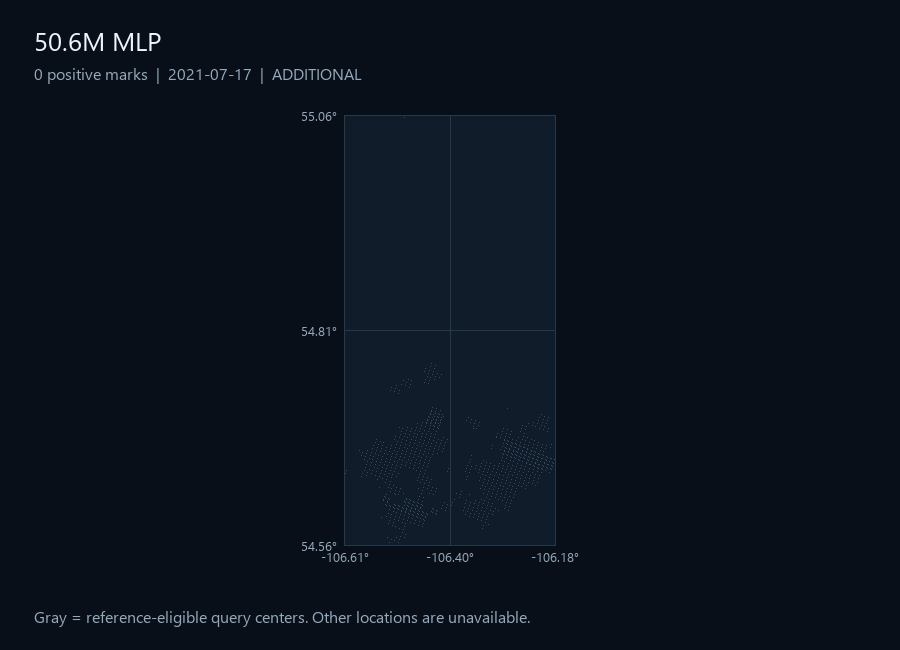 50.6M MLP
0 positive marks | 2021-07-17 | ADDITIONAL
55.06°
54.81°
54.56°
-106.61° -106.40° -106.18°
Gray = reference-eligible query centers. Other locations are unavailable.